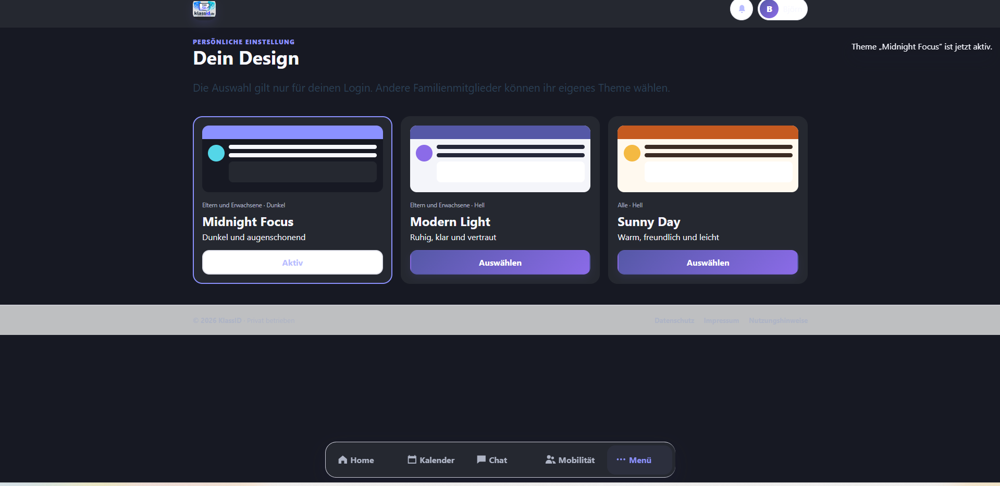 klassid.de
B
PERSÖNLICHE EINSTELLUNG
Dein Design
Theme „Midnight Focus“ ist jetzt aktiv.
Die Auswahl gilt nur für deinen Login. Andere Familienmitglieder können ihr eigenes Theme wählen.
Eltern und Erwachsene · Dunkel
Midnight Focus
Dunkel und augenschonend
Aktiv
Eltern und Erwachsene · Hell
Modern Light
Ruhig, klar und vertraut
Auswählen
Alle · Hell
Sunny Day
Warm, freundlich und leicht
Auswählen
© 2026 KlassID Privat betrieben
Datenschutz Impressum Nutzungshinweise
Home Kalender Chat Mobilität Menü